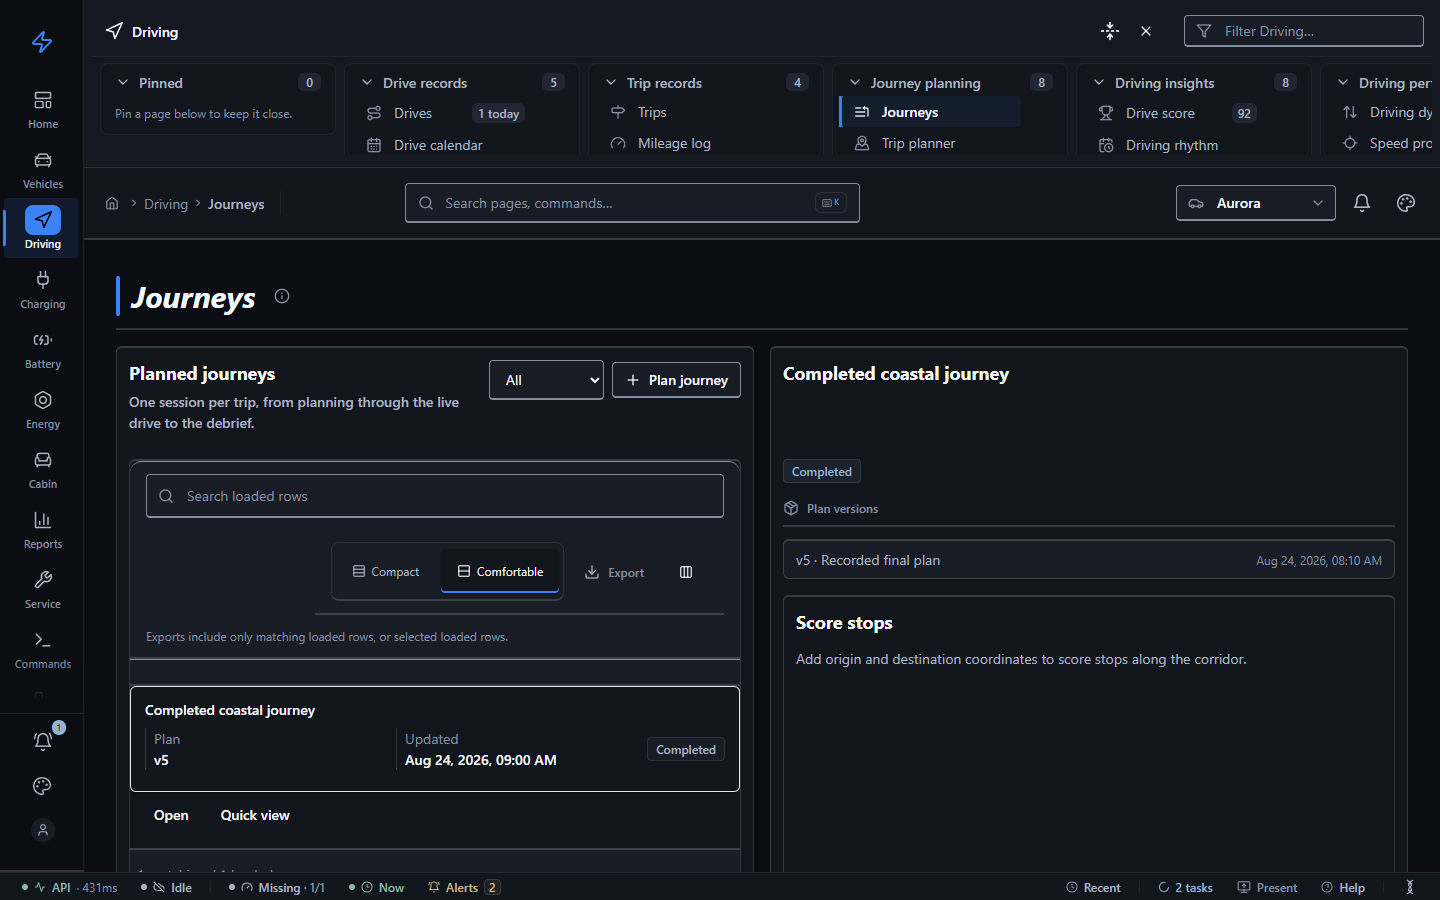 Driving
Filter Driving...
Home
Vehicles
Driving
Charging
Battery
Energy
Cabin
Reports
Service
Commands
1
Pinned 0
Pin a page below to keep it close.
Drive records 5
Drives 1 today
Drive calendar
Trip records 4
Trips
Mileage log
Journey planning 8
Journeys
Trip planner
Driving insights 8
Drive score 92
Driving rhythm
Driving per
Driving dy
Speed pro
Driving Journeys
Search pages, commands... K
Aurora
Journeys
Planned journeys
One session per trip, from planning through the live
drive to the debrief.
All
Plan journey
Search loaded rows
Compact Comfortable Export
Exports include only matching loaded rows, or selected loaded rows.
Completed coastal journey
Plan
v5
Updated
Aug 24, 2026, 09:00 AM
Completed
Open Quick view
Completed coastal journey
Completed
Plan versions
v5 · Recorded final plan Aug 24, 2026, 08:10 AM
Score stops
Add origin and destination coordinates to score stops along the corridor.
API · 431ms Idle Missing · 1/1 Now Alerts 2 Recent 2 tasks Present Help